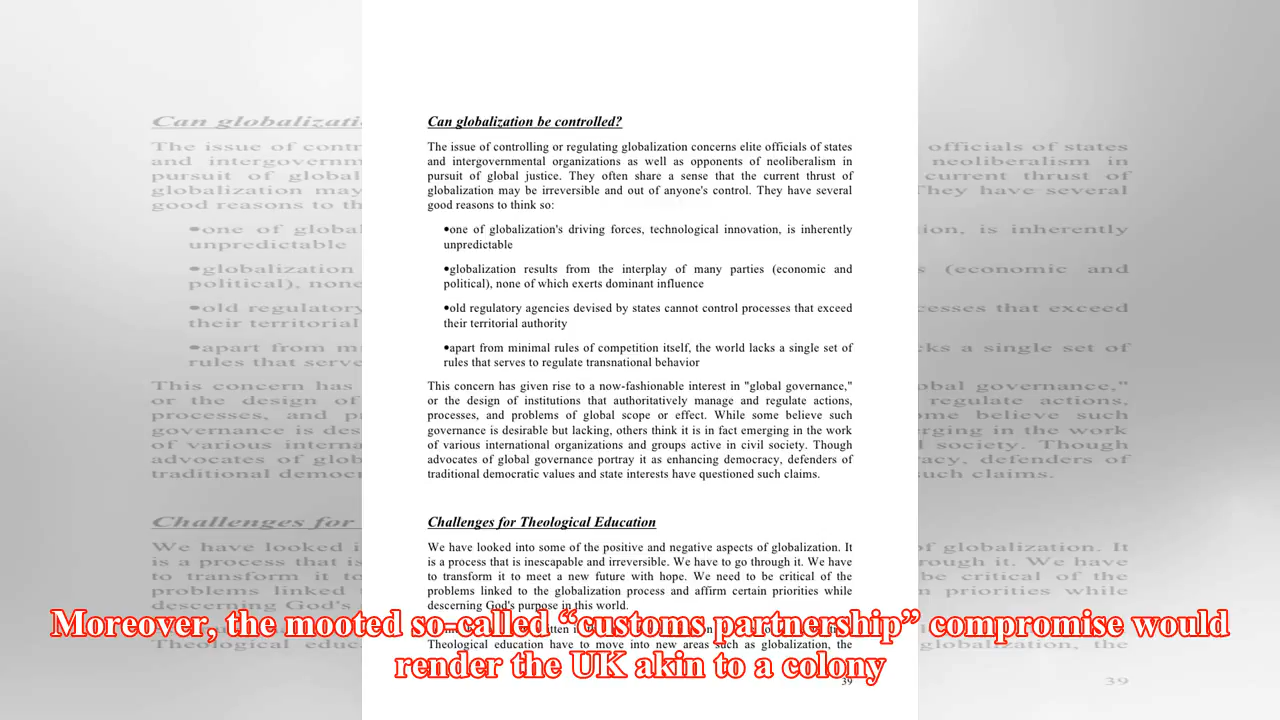 Can globalization be controlled?
The issue of controlling or regulating globalization concerns elite officials of states
and intergovernmental organizations as well as opponents of neoliberalism in
pursuit of global justice. They often share a sense that the current thrust of
globalization may be irreversible and out of anyone's control. They have several
good reasons to think so:
•one of globalization's driving forces, technological innovation, is inherently
unpredictable
•globalization results from the interplay of many parties (economic and
political), none of which exerts dominant influence
•old regulatory agencies devised by states cannot control processes that exceed
their territorial authority
•apart from minimal rules of competition itself, the world lacks a single set of
rules that serves to regulate transnational behavior
This concern has given rise to a now-fashionable interest in "global governance,"
or the design of institutions that authoritatively manage and regulate actions,
processes, and problems of global scope or effect. While some believe such
governance is desirable but lacking, others think it is in fact emerging in the work
of various international organizations and groups active in civil society. Though
advocates of global governance portray it as enhancing democracy, defenders of
traditional democratic values and state interests have questioned such claims.
Challenges for Theological Education
We have looked into some of the positive and negative aspects of globalization. It
is a process that is inescapable and irreversible. We have to go through it. We have
to transform it to meet a new future with hope. We need to be critical of the
problems linked to the globalization process and affirm certain priorities while
descerning God's purpose in this world.
Moreover, the mooted so-called “customs partnership” compromise would
Theological education have to move into new areas such as globalization, the
render the UK akin to a colony
39